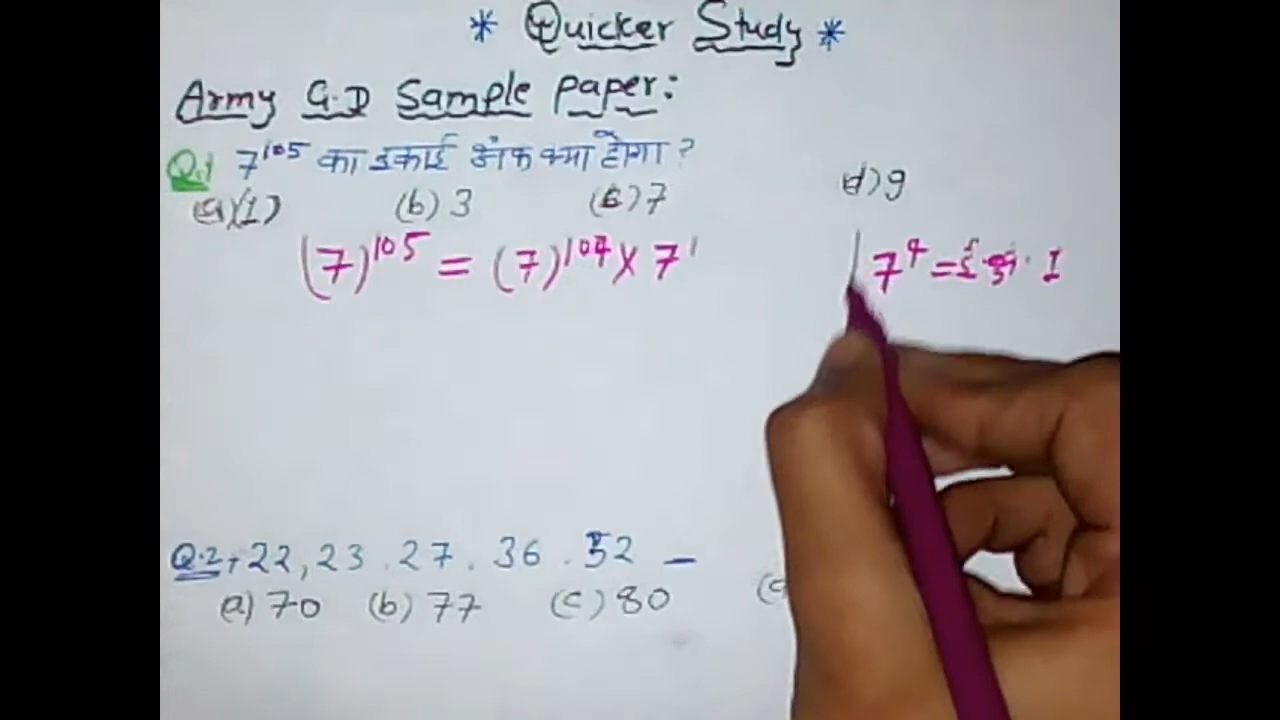 * Quicker Study *
Army G.D Sample Paper:
Q.1 7^105 का इकाई अंक क्या होगा ?
(a) (1) (b) 3 (c) 7 (d) 9
(7)^105 = (7)^104 × 7^1
7^4 = इ. अं. 1
Q.2 → 22, 23, 27, 36, 52 _
(a) 70 (b) 77 (c) 80 (d